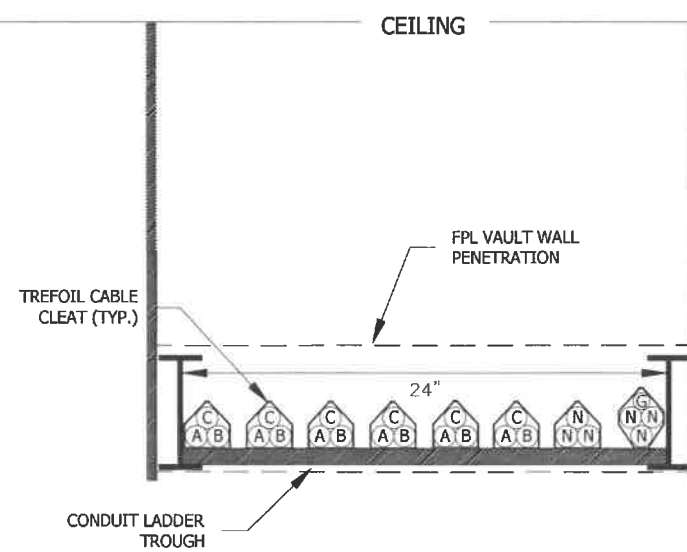 CEILING
FPL VAULT WALL
PENETRATION
TREFOIL CABLE
CLEAT (TYP.)
24"
C C C C C C N G
A B A B A B A B A B A B N N N N N
N
CONDUIT LADDER
TROUGH